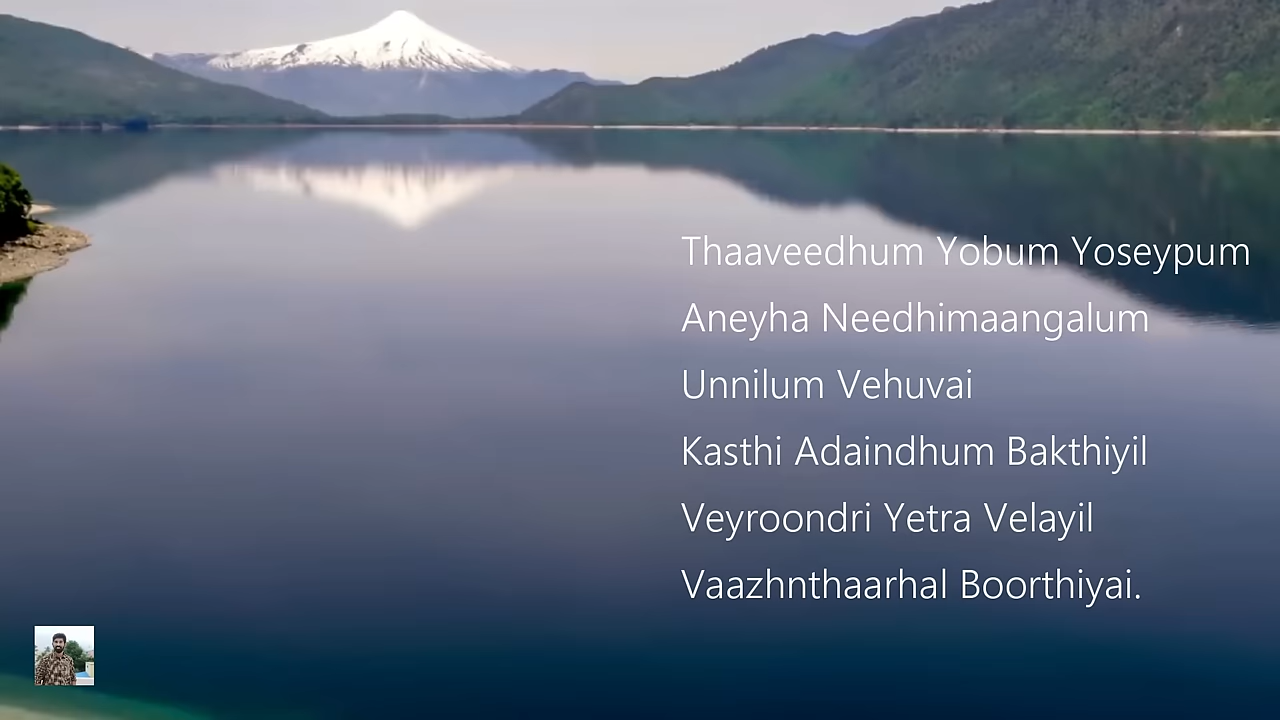 Thaaveedhum Yobum Yoseypum
Aneyha Needhimaangalum
Unnilum Vehuvai
Kasthi Adaindhum Bakthiyil
Veyroondri Yetra Velayil
Vaazhnthaarhal Boorthiyai.